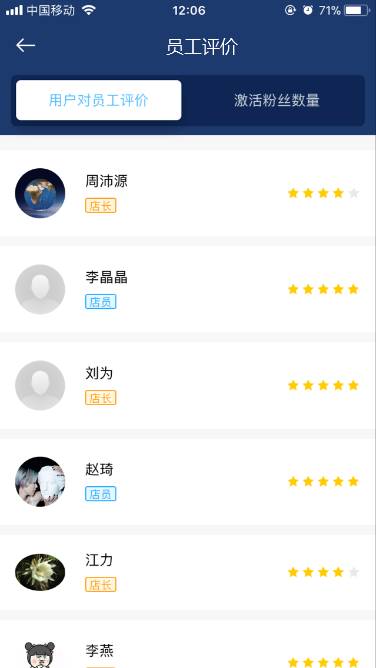 中国移动 12:06 71%
员工评价
用户对员工评价 激活粉丝数量
周沛源
店长
李晶晶
店员
刘为
店长
赵琦
店员
江力
店长
李燕